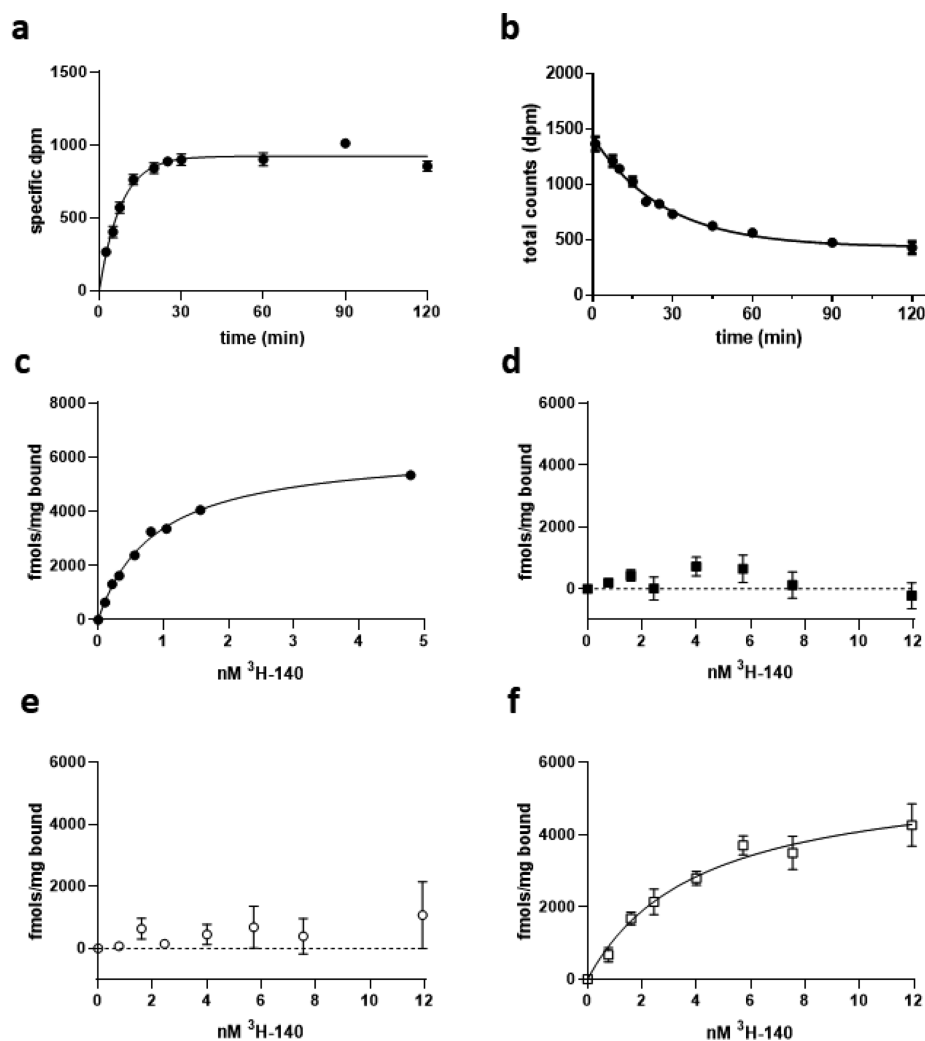 a
1500
1000
500
0
specific dpm
0 30 60 90 120
time (min)
b
2000
1500
1000
500
0
total counts (dpm)
0 30 60 90 120
time (min)
c
8000
6000
4000
2000
0
fmols/mg bound
0 1 2 3 4 5
nM ³H-140
d
6000
4000
2000
0
fmols/mg bound
0 2 4 6 8 10 12
nM ³H-140
e
6000
4000
2000
0
fmols/mg bound
0 2 4 6 8 10 12
nM ³H-140
f
6000
4000
2000
0
fmols/mg bound
0 2 4 6 8 10 12
nM ³H-140